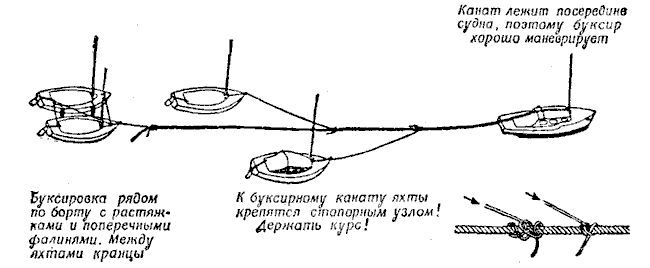 Канат лежит посередине
судна, поэтому буксир
хорошо маневрирует
Буксировка рядом
по борту с растяж-
ками и поперечными
фалинями. Между
яхтами кранцы
К буксирному канату яхты
крепятся стопорным узлом!
Держать курс!